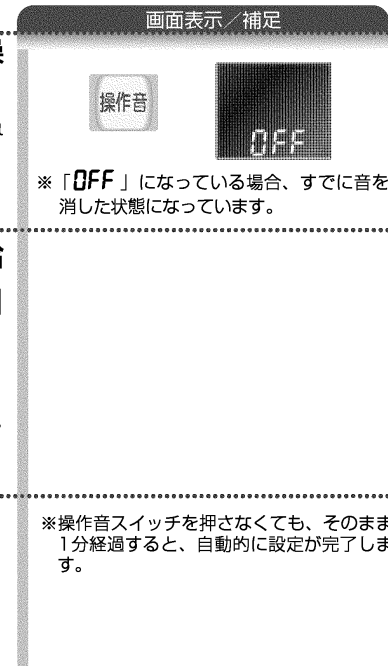 画面表示／補足
操作音
OFF
※「OFF」になっている場合、すでに音を
消した状態になっています。
※操作音スイッチを押さなくても、そのまま
1分経過すると、自動的に設定が完了しま
す。